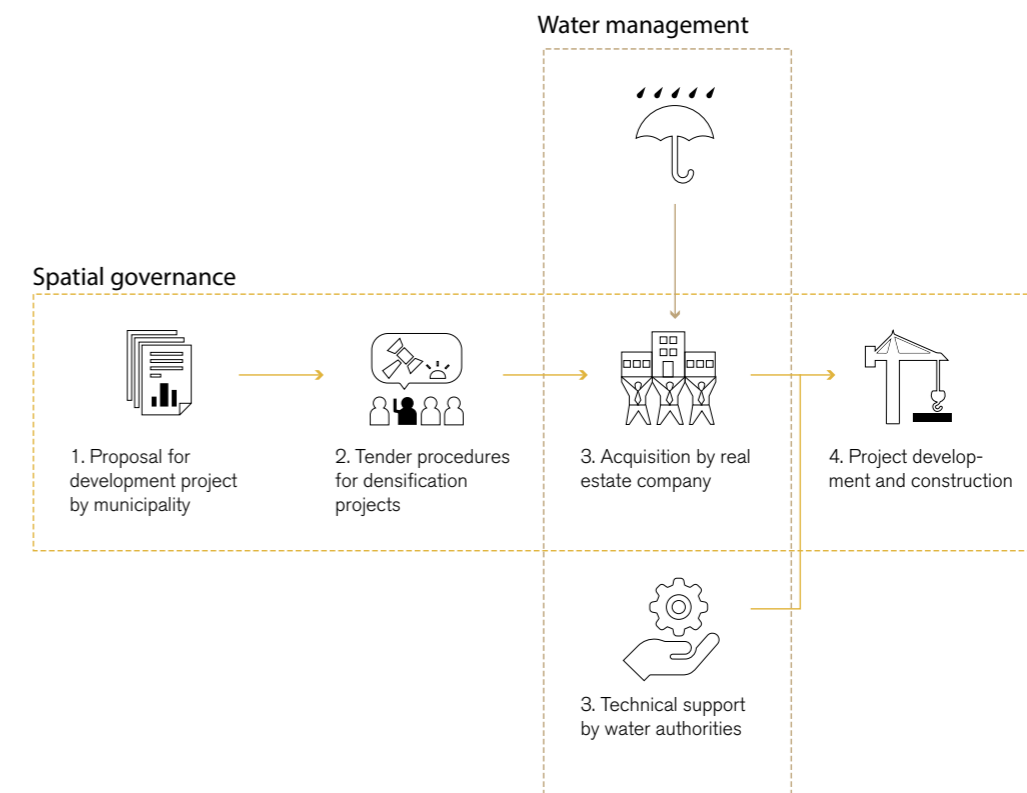 Water management
Spatial governance
1. Proposal for
development project
by municipality
2. Tender procedures
for densification
projects
3. Acquisition by real
estate company
4. Project develop-
ment and construction
3. Technical support
by water authorities